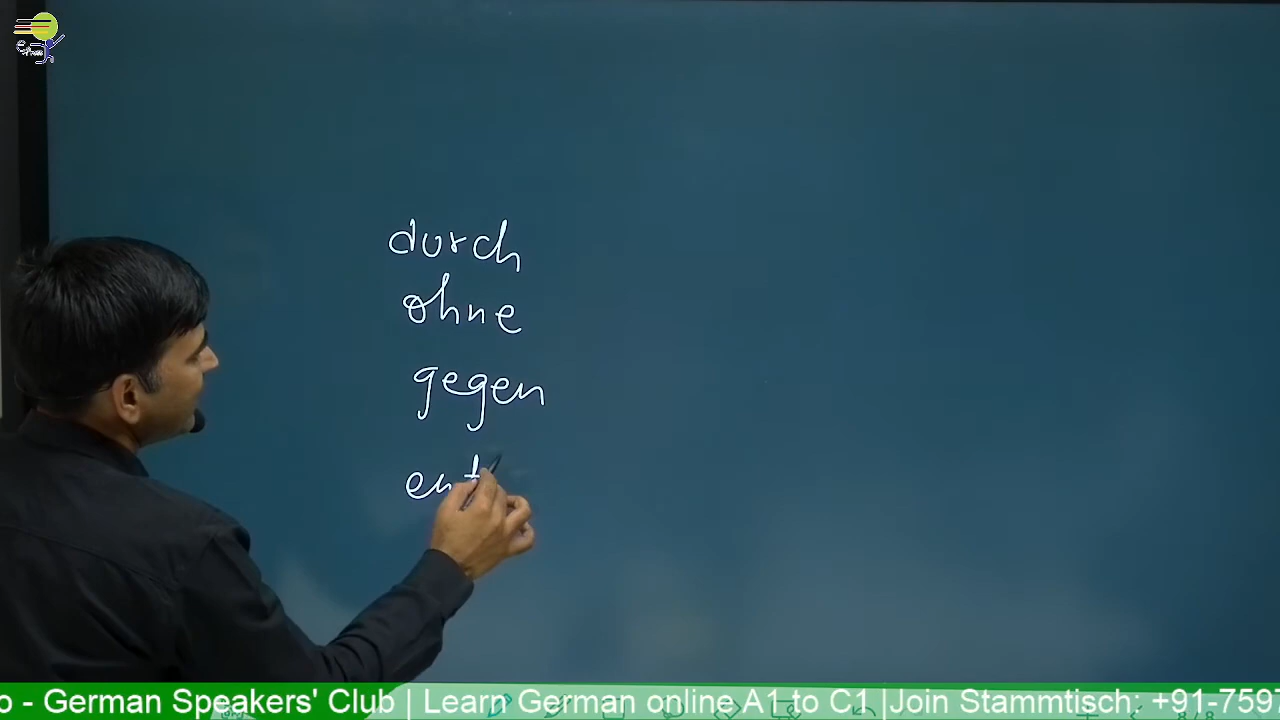 durch
ohne
gegen
ent
o - German Speakers' Club | Learn German online A1 to C1 |Join Stammtisch: +91-7597